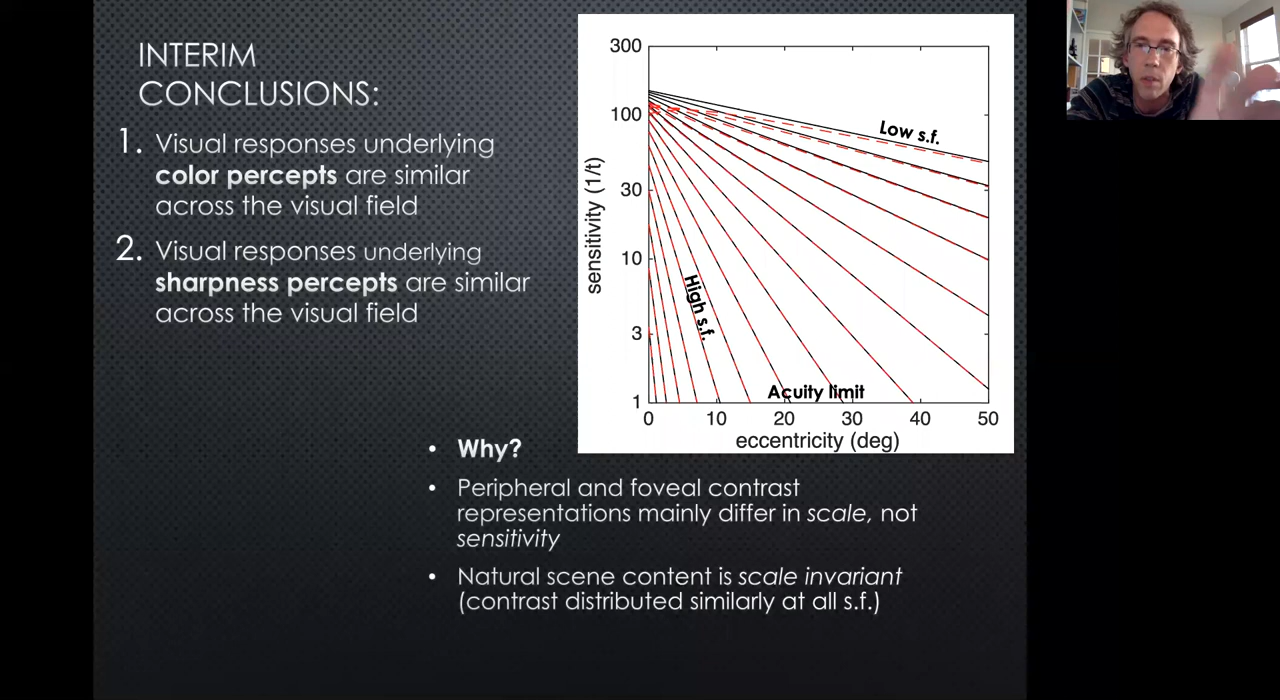 INTERIM
CONCLUSIONS:
1. Visual responses underlying
color percepts are similar
across the visual field
2. Visual responses underlying
sharpness percepts are similar
across the visual field
300
100
30
10
3
1
sensitivity (1/t)
Low s.f.
High s.f.
Acuity limit
0 10 20 30 40 50
eccentricity (deg)
• Why?
• Peripheral and foveal contrast
representations mainly differ in scale, not
sensitivity
• Natural scene content is scale invariant
(contrast distributed similarly at all s.f.)